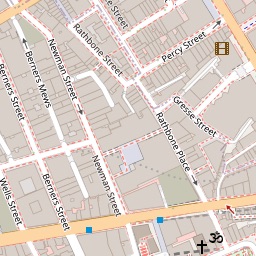 Rathbone Street
Percy Street
Newman Street
Berners Mews
Berners Street
Gresse Street
Rathbone Place
Newman Street
Berners Street
Wells Street
ॐ